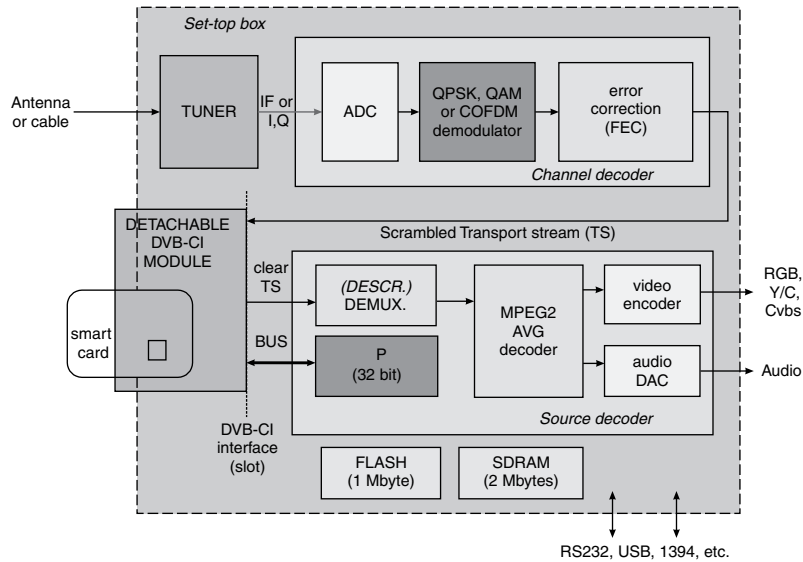 Set-top box
Antenna
or cable
TUNER
IF or
I,Q
ADC
QPSK, QAM
or COFDM
demodulator
error
correction
(FEC)
Channel decoder
Scrambled Transport stream (TS)
DETACHABLE
DVB-CI
MODULE
smart
card
clear
TS
BUS
(DESCR.)
DEMUX.
P
(32 bit)
MPEG2
AVG
decoder
video
encoder
audio
DAC
Source decoder
RGB,
Y/C,
Cvbs
Audio
DVB-CI
interface
(slot)
FLASH
(1 Mbyte)
SDRAM
(2 Mbytes)
RS232, USB, 1394, etc.